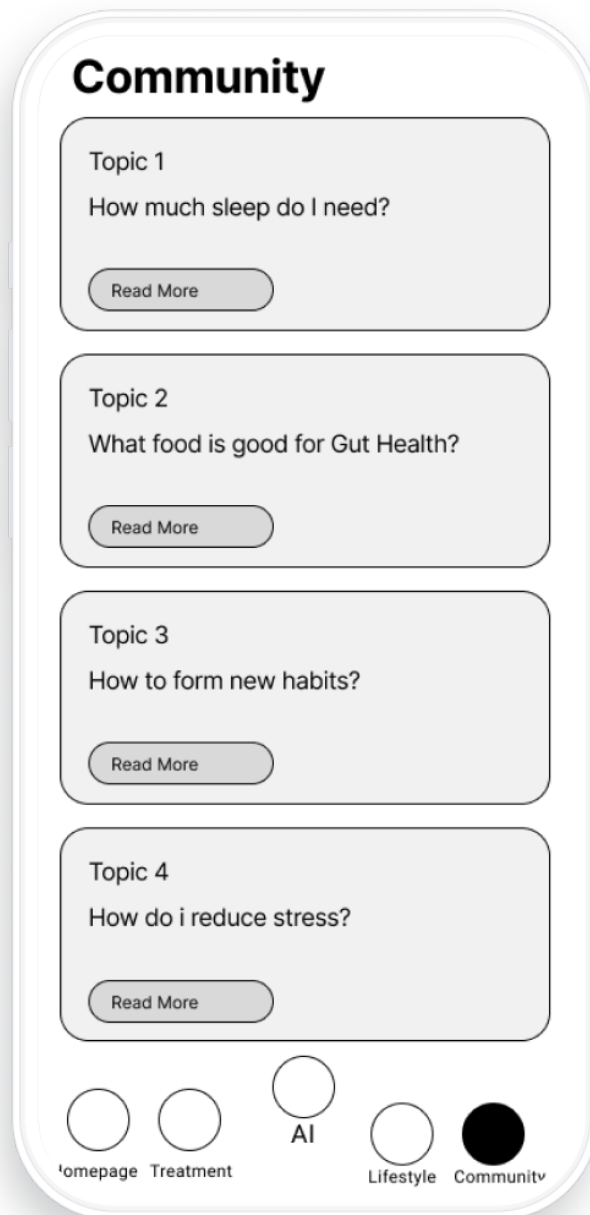 Community
Topic 1
How much sleep do I need?
Read More
Topic 2
What food is good for Gut Health?
Read More
Topic 3
How to form new habits?
Read More
Topic 4
How do i reduce stress?
Read More
AI
omepage Treatment
Lifestyle Community